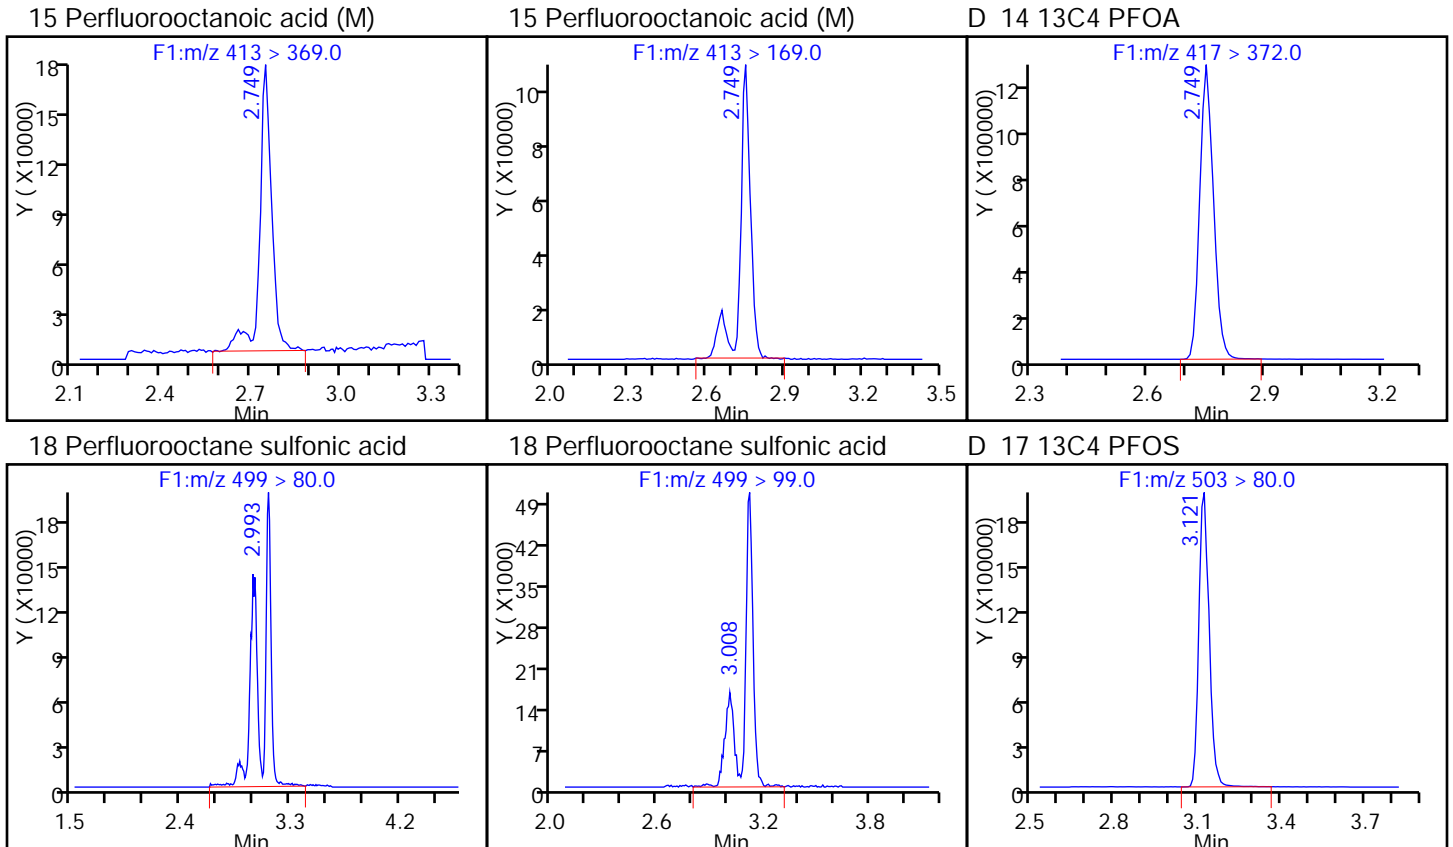 15 Perfluorooctanoic acid (M)
F1:m/z 413 > 369.0
2.749
Y ( X10000)
18
15
12
9
6
3
0
2.1 2.4 2.7 3.0 3.3
Min
15 Perfluorooctanoic acid (M)
F1:m/z 413 > 169.0
2.749
Y ( X10000)
10
8
6
4
2
0
2.0 2.3 2.6 2.9 3.2 3.5
Min
D 14 13C4 PFOA
F1:m/z 417 > 372.0
2.749
Y ( X100000)
12
10
8
6
4
2
0
2.3 2.6 2.9 3.2
Min
18 Perfluorooctane sulfonic acid
F1:m/z 499 > 80.0
2.993
Y ( X10000)
18
15
12
9
6
3
0
1.5 2.4 3.3 4.2
Min
18 Perfluorooctane sulfonic acid
F1:m/z 499 > 99.0
3.008
Y ( X1000)
49
42
35
28
21
14
7
0
2.0 2.6 3.2 3.8
Min
D 17 13C4 PFOS
F1:m/z 503 > 80.0
3.121
Y ( X100000)
18
15
12
9
6
3
0
2.5 2.8 3.1 3.4 3.7
Min